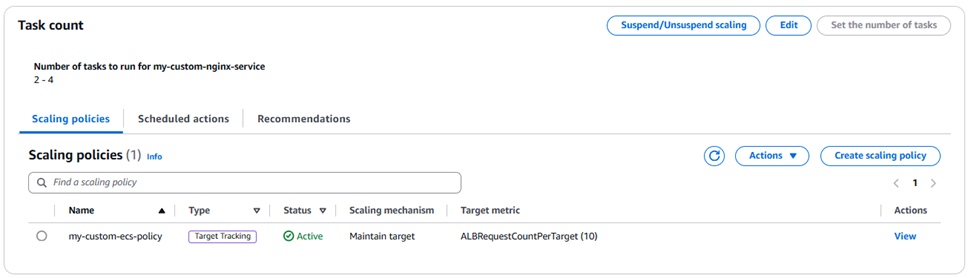 Task count
Suspend/Unsuspend scaling
Edit
Set the number of tasks
Number of tasks to run for my-custom-nginx-service
2 - 4
Scaling policies
Scheduled actions
Recommendations
Scaling policies (1) Info
Actions
Create scaling policy
Find a scaling policy
1
Name Type Status Scaling mechanism Target metric Actions
my-custom-ecs-policy Target Tracking Active Maintain target ALBRequestCountPerTarget (10) View